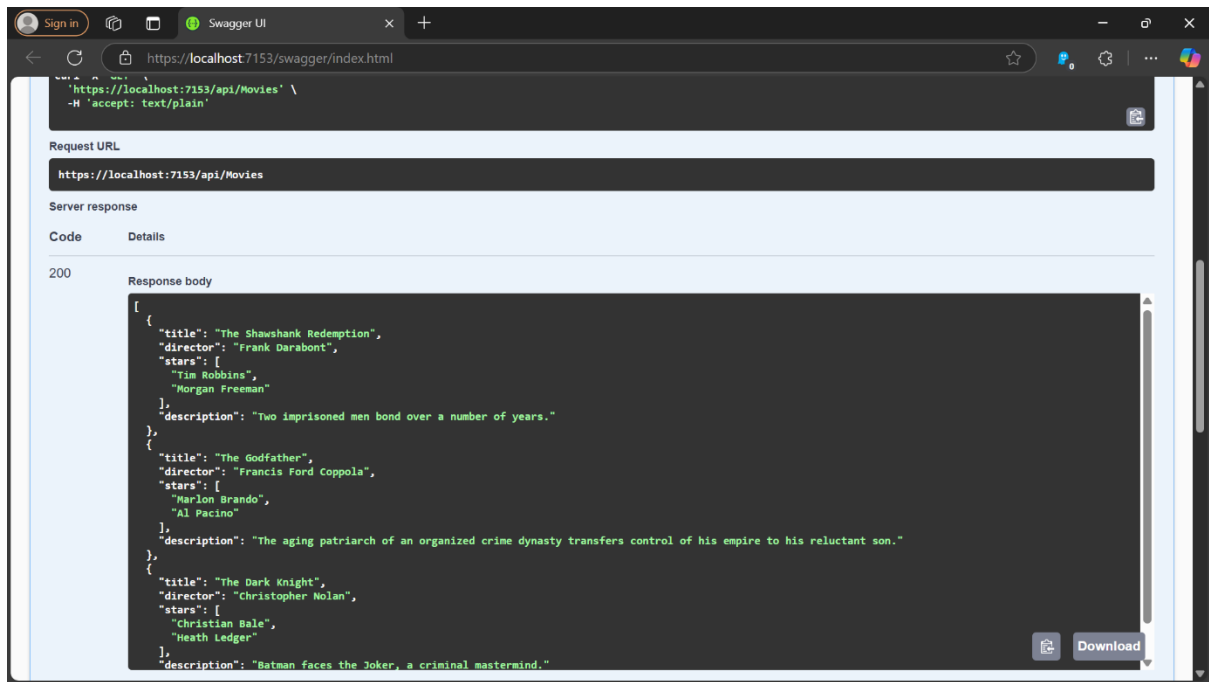 Sign in
Swagger UI
https://localhost:7153/swagger/index.html
0
curl -X 'GET' \
'https://localhost:7153/api/Movies' \
-H 'accept: text/plain'
Request URL
https://localhost:7153/api/Movies
Server response
Code Details
200
Response body
[
{
"title": "The Shawshank Redemption",
"director": "Frank Darabont",
"stars": [
"Tim Robbins",
"Morgan Freeman"
],
"description": "Two imprisoned men bond over a number of years."
},
{
"title": "The Godfather",
"director": "Francis Ford Coppola",
"stars": [
"Marlon Brando",
"Al Pacino"
],
"description": "The aging patriarch of an organized crime dynasty transfers control of his empire to his reluctant son."
},
{
"title": "The Dark Knight",
"director": "Christopher Nolan",
"stars": [
"Christian Bale",
"Heath Ledger"
],
"description": "Batman faces the Joker, a criminal mastermind."
Download